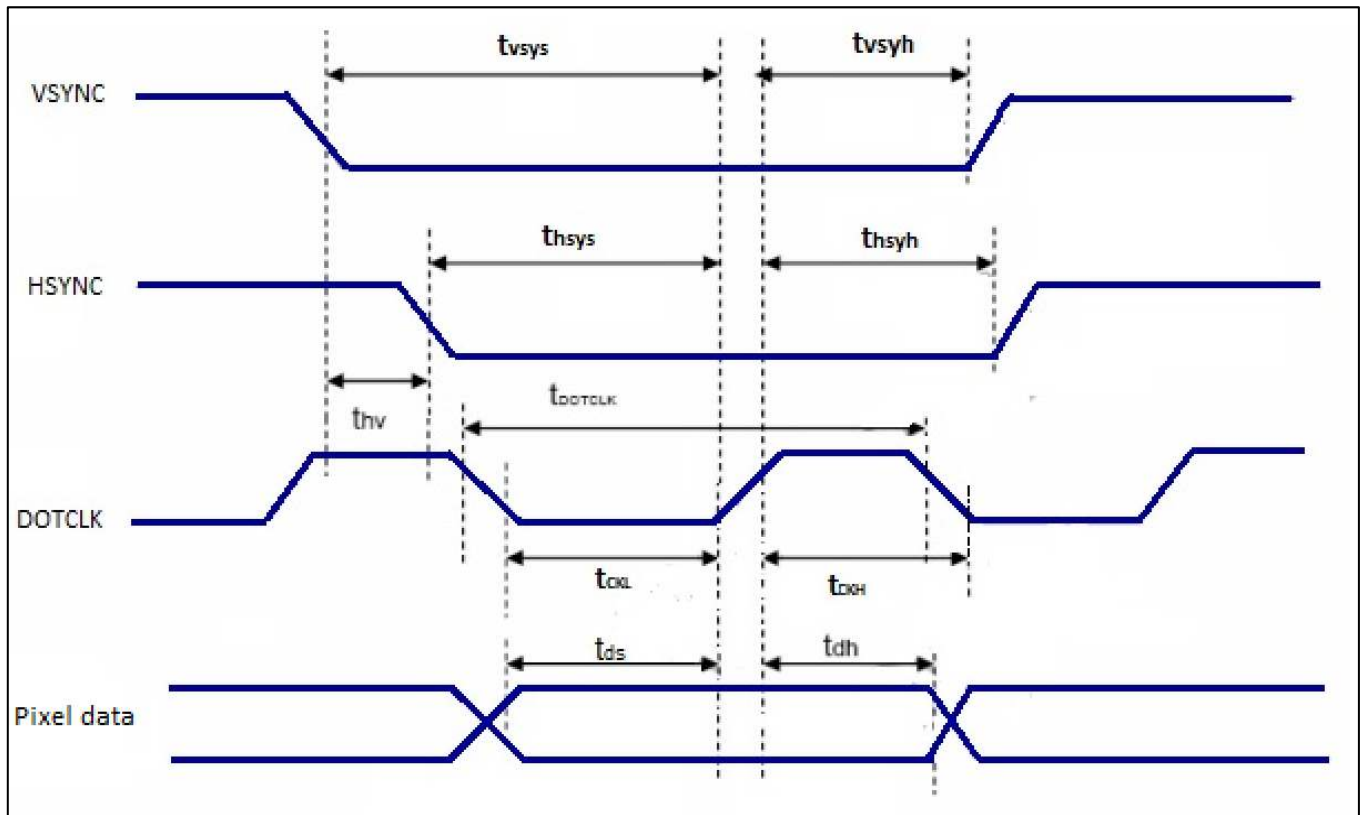 tvsys tvsyh
VSYNC
thsys thsyh
HSYNC
tDOTCLK
thv
DOTCLK
tCKL tCKH
tds tdh
Pixel data